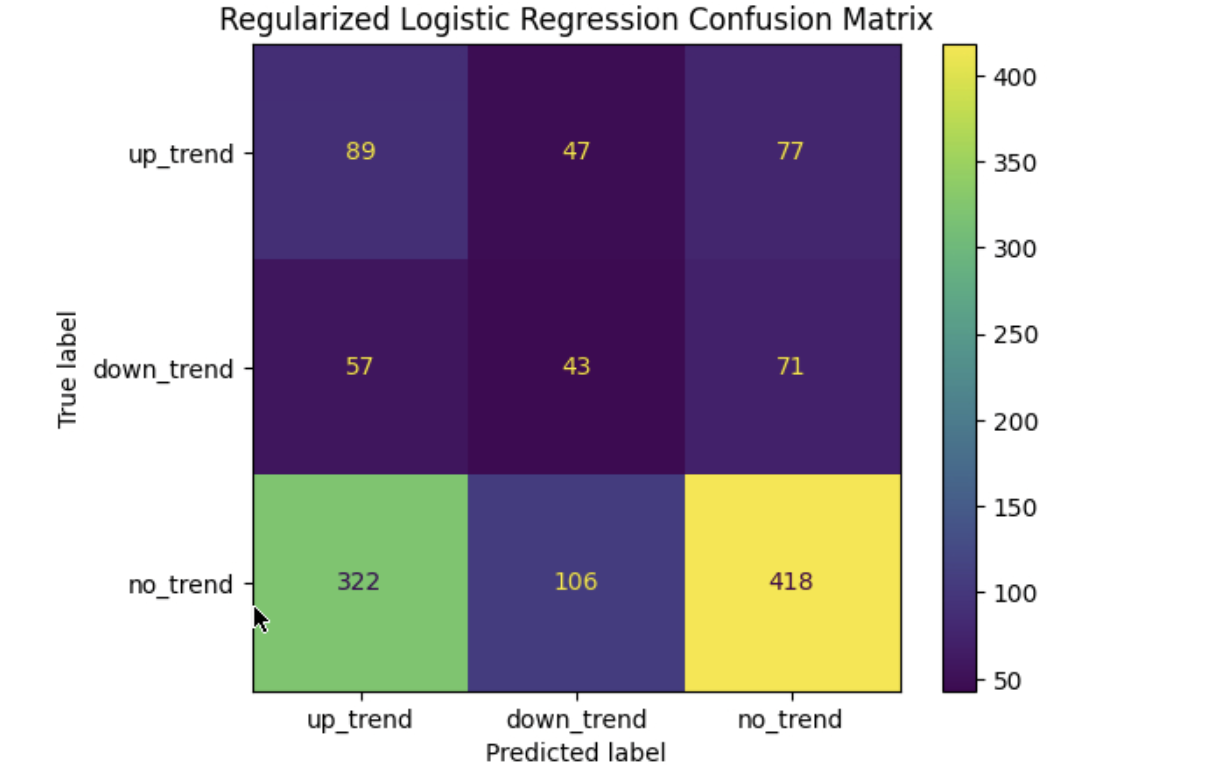 Regularized Logistic Regression Confusion Matrix
400
up_trend 89 47 77
350
300
True label
down_trend 57 43 71
250
200
150
no_trend 322 106 418
100
50
up_trend down_trend no_trend
Predicted label